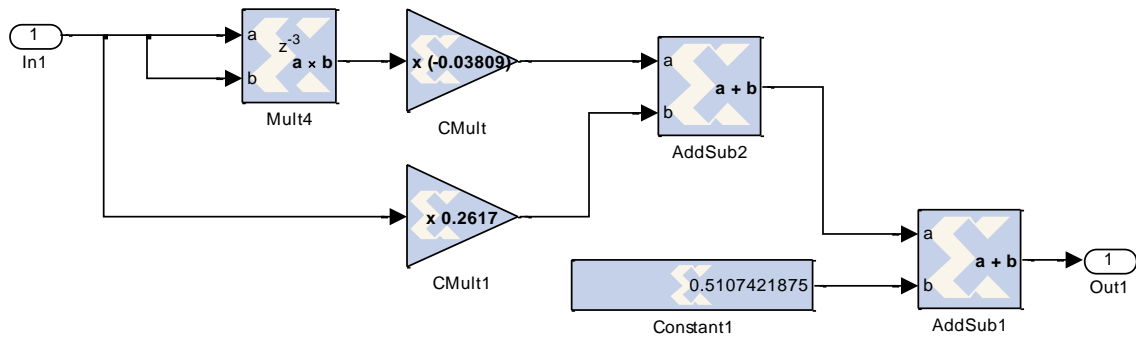 1
In1
a
z-3
a × b
b
Mult4
x (-0.03809)
CMult
a
a + b
b
AddSub2
x 0.2617
CMult1
0.5107421875
Constant1
a
a + b
b
AddSub1
1
Out1